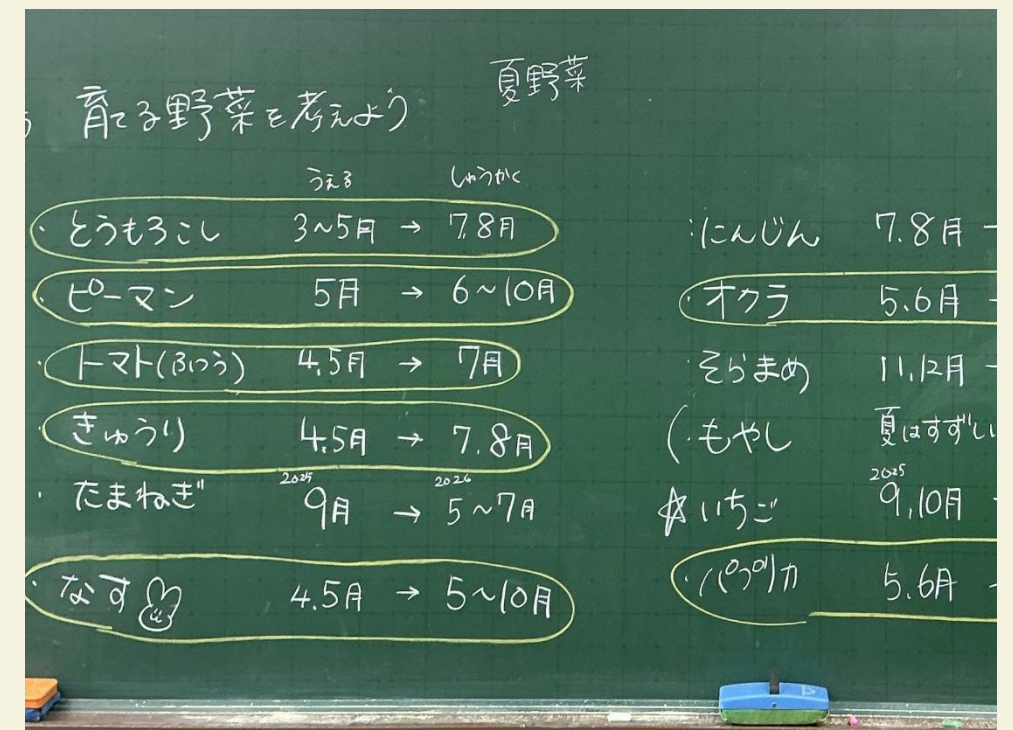 夏野菜
育てる野菜を考えよう
うえる しゅうかく
・とうもろこし 3~5月 → 7.8月
・ピーマン 5月 → 6~10月
・トマト(ふつう) 4.5月 → 7月
・きゅうり 4.5月 → 7.8月
・たまねぎ 2025 9月 → 2026 5~7月
・なす 4.5月 → 5~10月
・にんじん 7.8月
・オクラ 5.6月
・そらまめ 11.12月
(・もやし 夏はすずしい
☆いちご 2025 9,10月
・パプリカ 5.6月